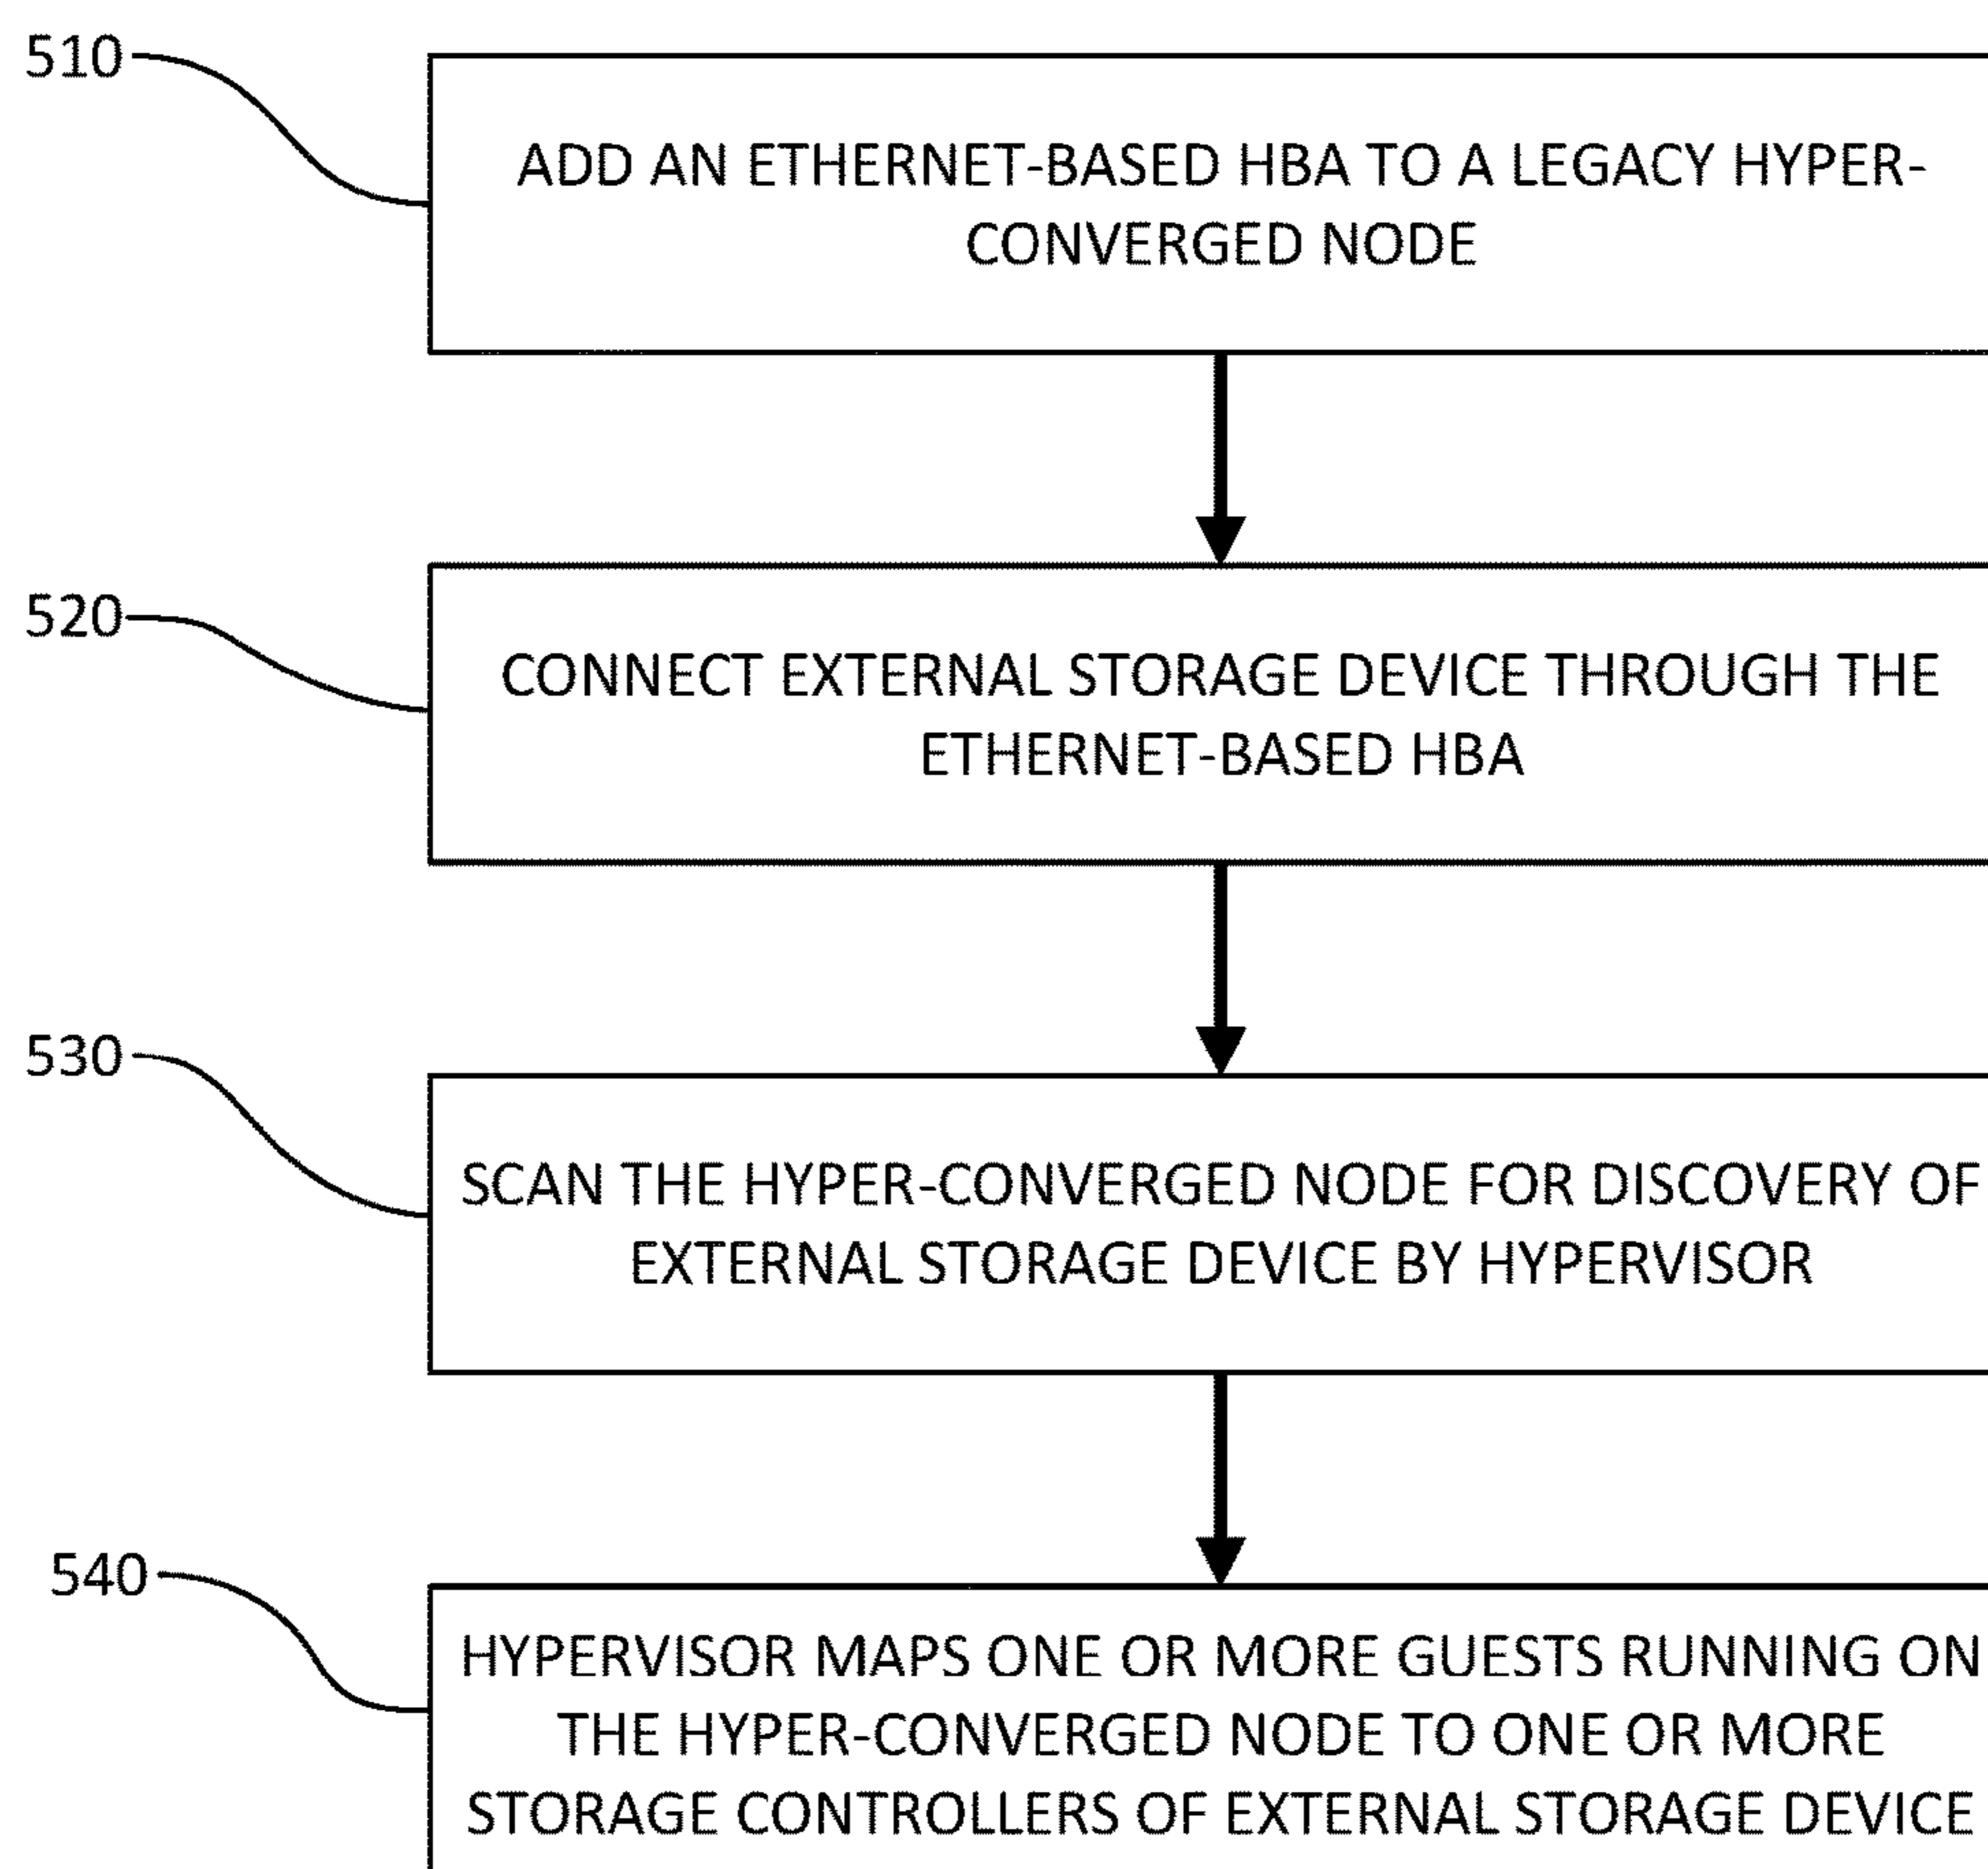 510
ADD AN ETHERNET-BASED HBA TO A LEGACY HYPER-
CONVERGED NODE
520
CONNECT EXTERNAL STORAGE DEVICE THROUGH THE
ETHERNET-BASED HBA
530
SCAN THE HYPER-CONVERGED NODE FOR DISCOVERY OF
EXTERNAL STORAGE DEVICE BY HYPERVISOR
540
HYPERVISOR MAPS ONE OR MORE GUESTS RUNNING ON
THE HYPER-CONVERGED NODE TO ONE OR MORE
STORAGE CONTROLLERS OF EXTERNAL STORAGE DEVICE